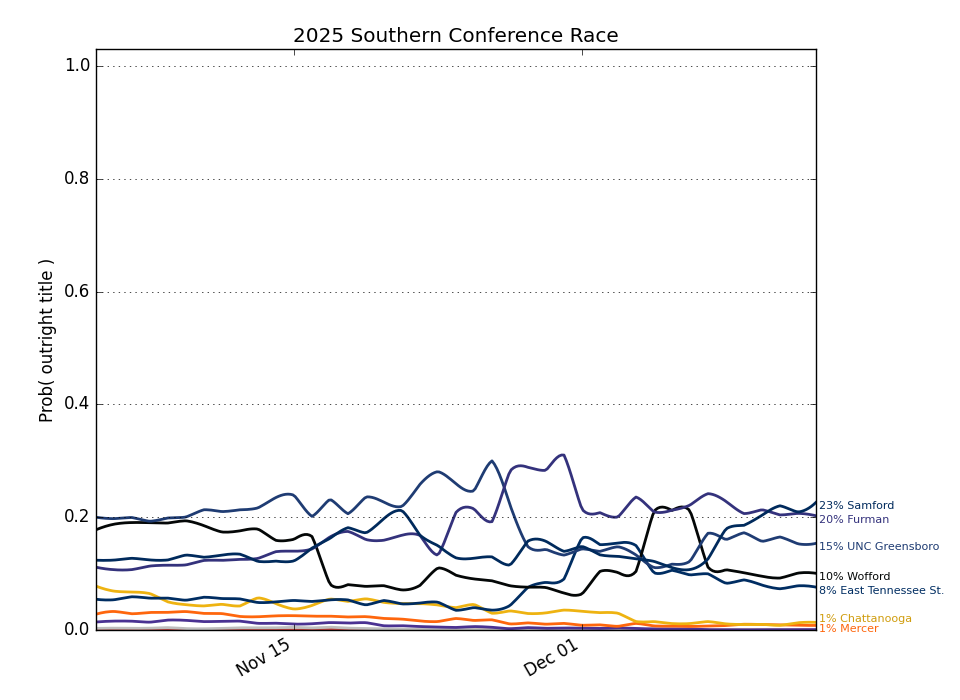 2025 Southern Conference Race
Prob( outright title )
1.0
0.8
0.6
0.4
0.2
0.0
Nov 15
Dec 01
23% Samford
20% Furman
15% UNC Greensboro
10% Wofford
8% East Tennessee St.
1% Chattanooga
1% Mercer